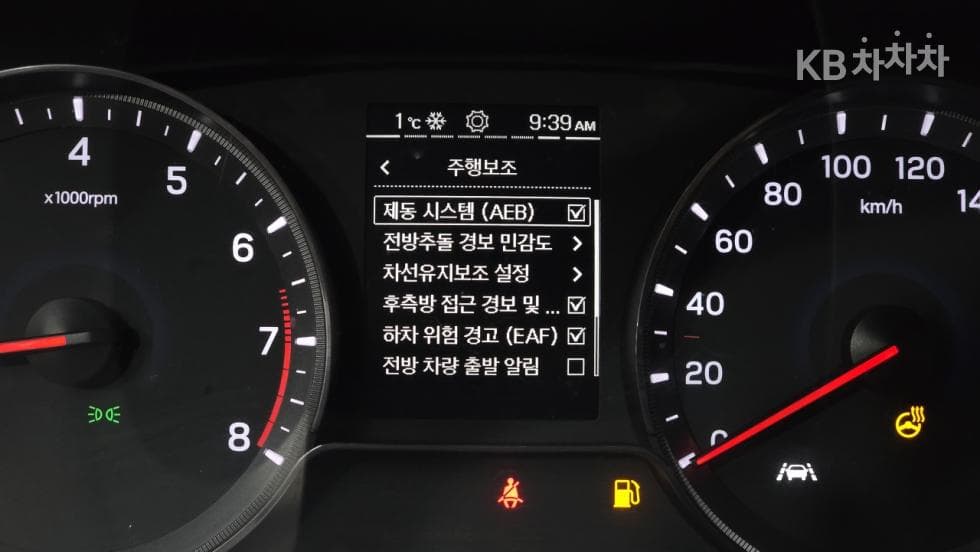 KB차차차
1℃
9:39 AM
주행보조
제동 시스템 (AEB)
전방추돌 경보 민감도
차선유지보조 설정
후측방 접근 경보 및 ...
하차 위험 경고 (EAF)
전방 차량 출발 알림
4
5
6
7
8
x1000rpm
0
20
40
60
80
100
120
14
km/h